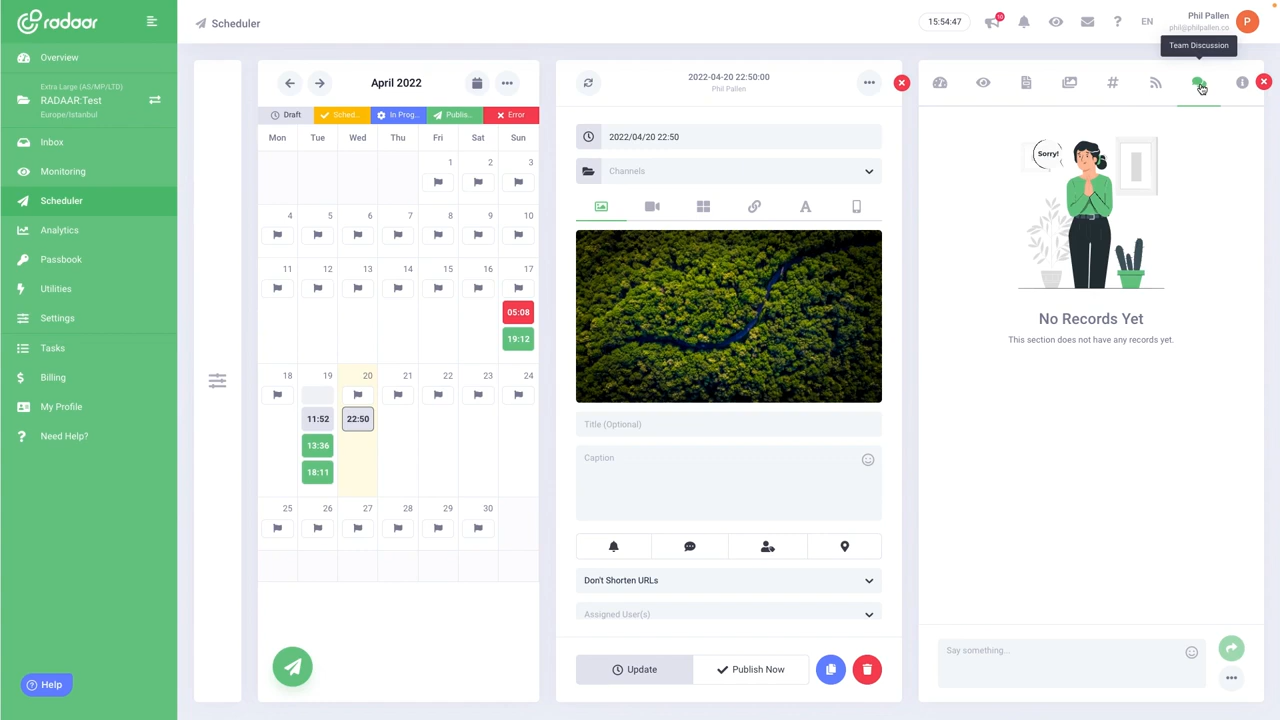 radaar
Scheduler
15:54:47
10
EN
Phil Pallen
phil@philpallen.co
P
Team Discussion
Overview
Extra Large (AS/MP/LTD)
RADAAR:Test
Europe/Istanbul
Inbox
Monitoring
Scheduler
Analytics
Passbook
Utilities
Settings
Tasks
Billing
My Profile
Need Help?
Help
April 2022
Draft Sched... In Prog... Publis... Error
Mon Tue Wed Thu Fri Sat Sun
1 2 3
4 5 6 7 8 9 10
11 12 13 14 15 16 17
05:08
19:12
18 19 20 21 22 23 24
11:52 22:50
13:36
18:11
25 26 27 28 29 30
2022-04-20 22:50:00
Phil Pallen
2022/04/20 22:50
Channels
Title (Optional)
Caption
Don't Shorten URLs
Assigned User(s)
Update
Publish Now
Sorry!
No Records Yet
This section does not have any records yet.
Say something...